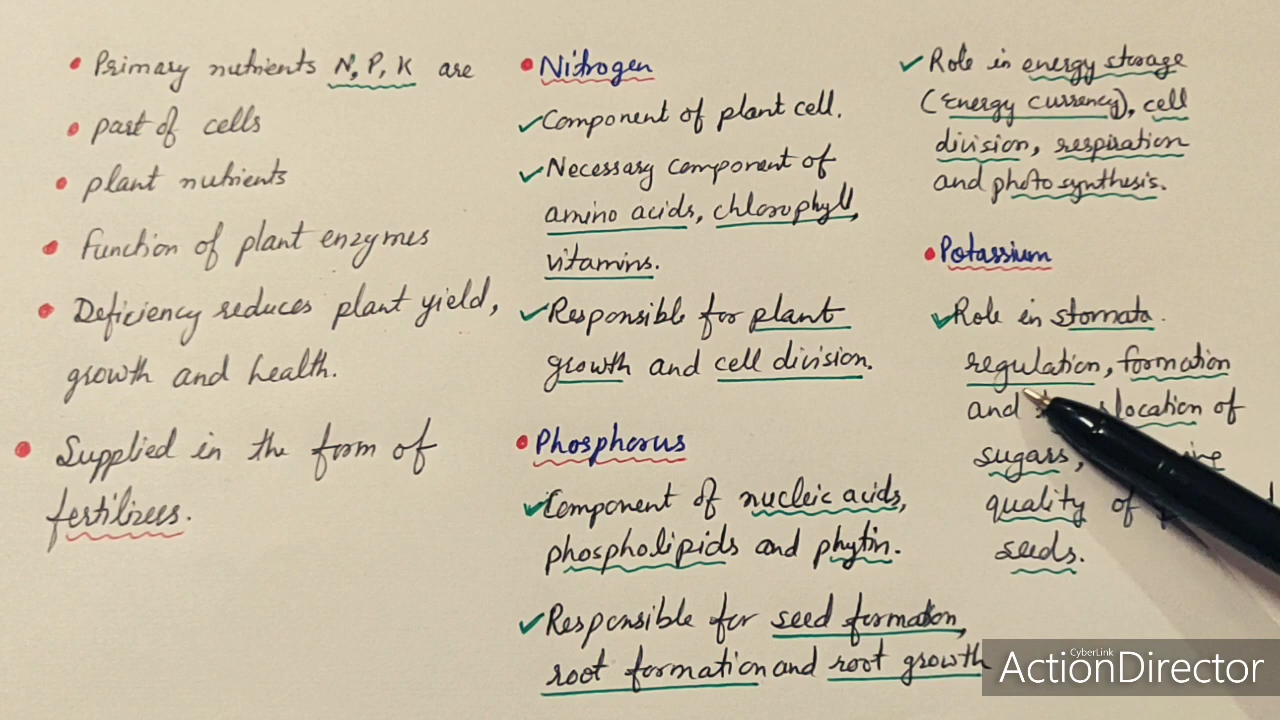 Primary nutrients N, P, K are
part of cells
plant nutrients
Function of plant enzymes
Deficiency reduces plant yield,
growth and health.
Supplied in the form of
fertilizers.
Nitrogen
Component of plant cell.
Necessary component of
amino acids, chlorophyll,
vitamins.
Responsible for plant
growth and cell division.
Phosphorus
Component of nucleic acids,
phospholipids and phytin.
Responsible for seed formation,
root formation and root growth
Role in energy storage
(energy currency), cell
division, respiration
and photosynthesis.
Potassium
Role in stomata
regulation, formation
and location of
sugars,
quality of
seeds.
CyberLink
ActionDirector